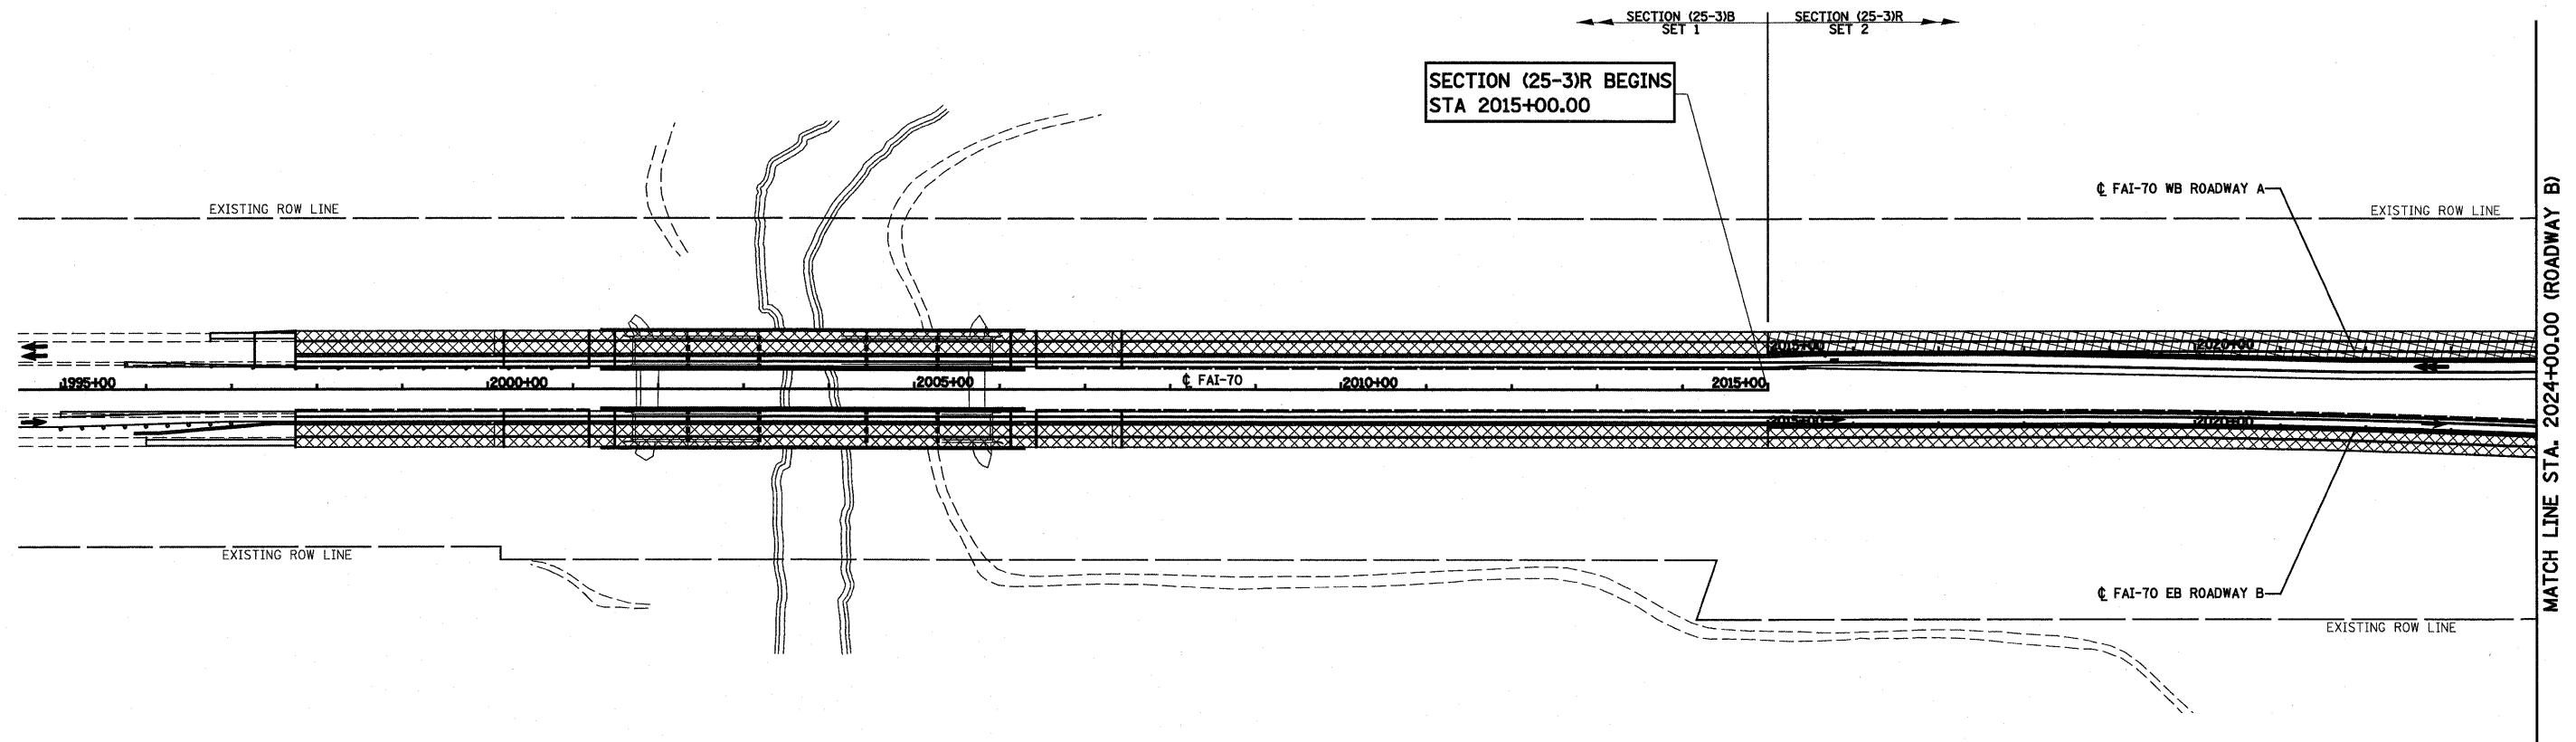 SECTION (25-3)B
SET 1
SECTION (25-3)R
SET 2
SECTION (25-3)R BEGINS
STA 2015+00.00
℄ FAI-70 WB ROADWAY A
EXISTING ROW LINE
EXISTING ROW LINE
2015+00
2020+00
1995+00
2000+00
2005+00
℄ FAI-70
2010+00
2015+00
2015+00
2020+00
EXISTING ROW LINE
℄ FAI-70 EB ROADWAY B
EXISTING ROW LINE
MATCH LINE STA. 2024+00.00 (ROADWAY B)